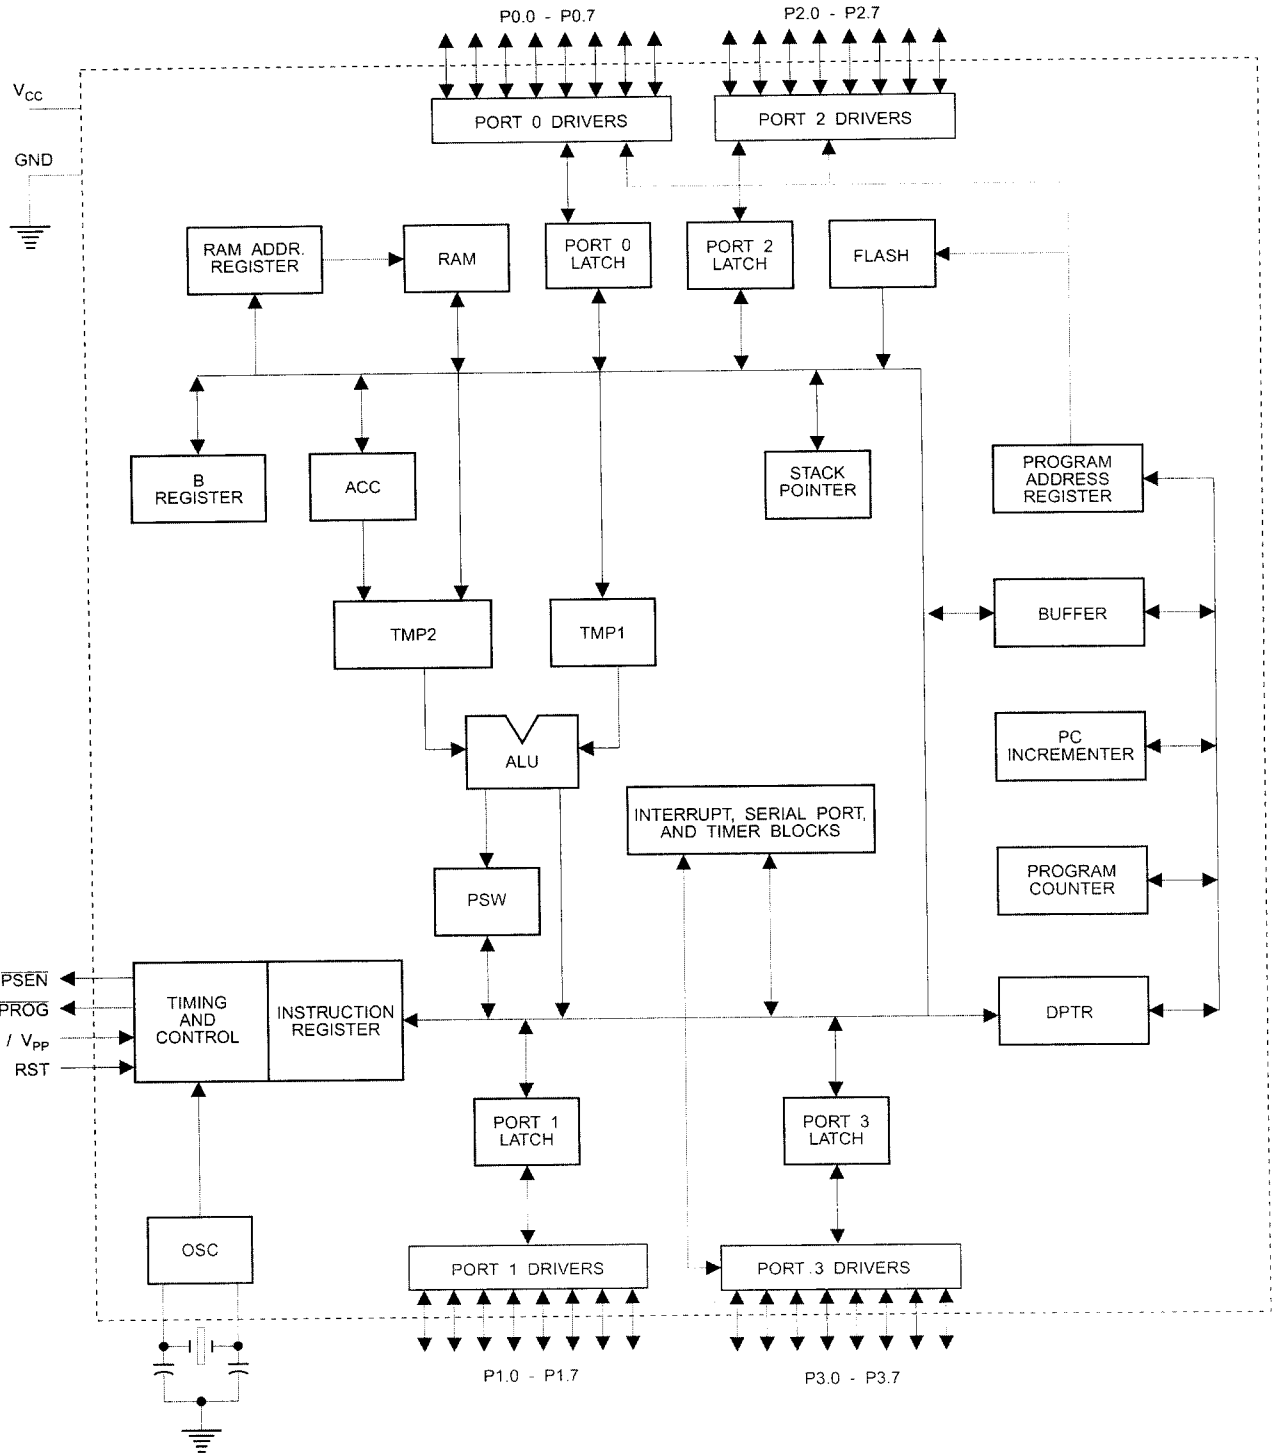 P0.0 - P0.7
P2.0 - P2.7
VCC
GND
PORT 0 DRIVERS
PORT 2 DRIVERS
RAM ADDR.
REGISTER
RAM
PORT 0
LATCH
PORT 2
LATCH
FLASH
B
REGISTER
ACC
STACK
POINTER
PROGRAM
ADDRESS
REGISTER
TMP2
TMP1
BUFFER
ALU
PC
INCREMENTER
INTERRUPT, SERIAL PORT,
AND TIMER BLOCKS
PROGRAM
COUNTER
PSW
PSEN
PROG
/ VPP
RST
TIMING
AND
CONTROL
INSTRUCTION
REGISTER
DPTR
PORT 1
LATCH
PORT 3
LATCH
OSC
PORT 1 DRIVERS
PORT 3 DRIVERS
P1.0 - P1.7
P3.0 - P3.7